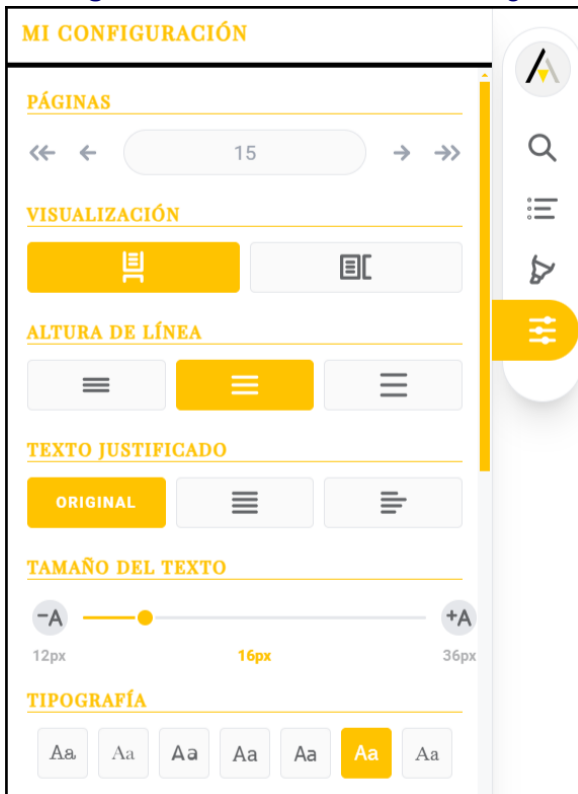 MI CONFIGURACIÓN
PÁGINAS
15
VISUALIZACIÓN
ALTURA DE LÍNEA
TEXTO JUSTIFICADO
ORIGINAL
TAMAÑO DEL TEXTO
-A +A
12px 16px 36px
TIPOGRAFÍA
Aa Aa Aa Aa Aa Aa Aa